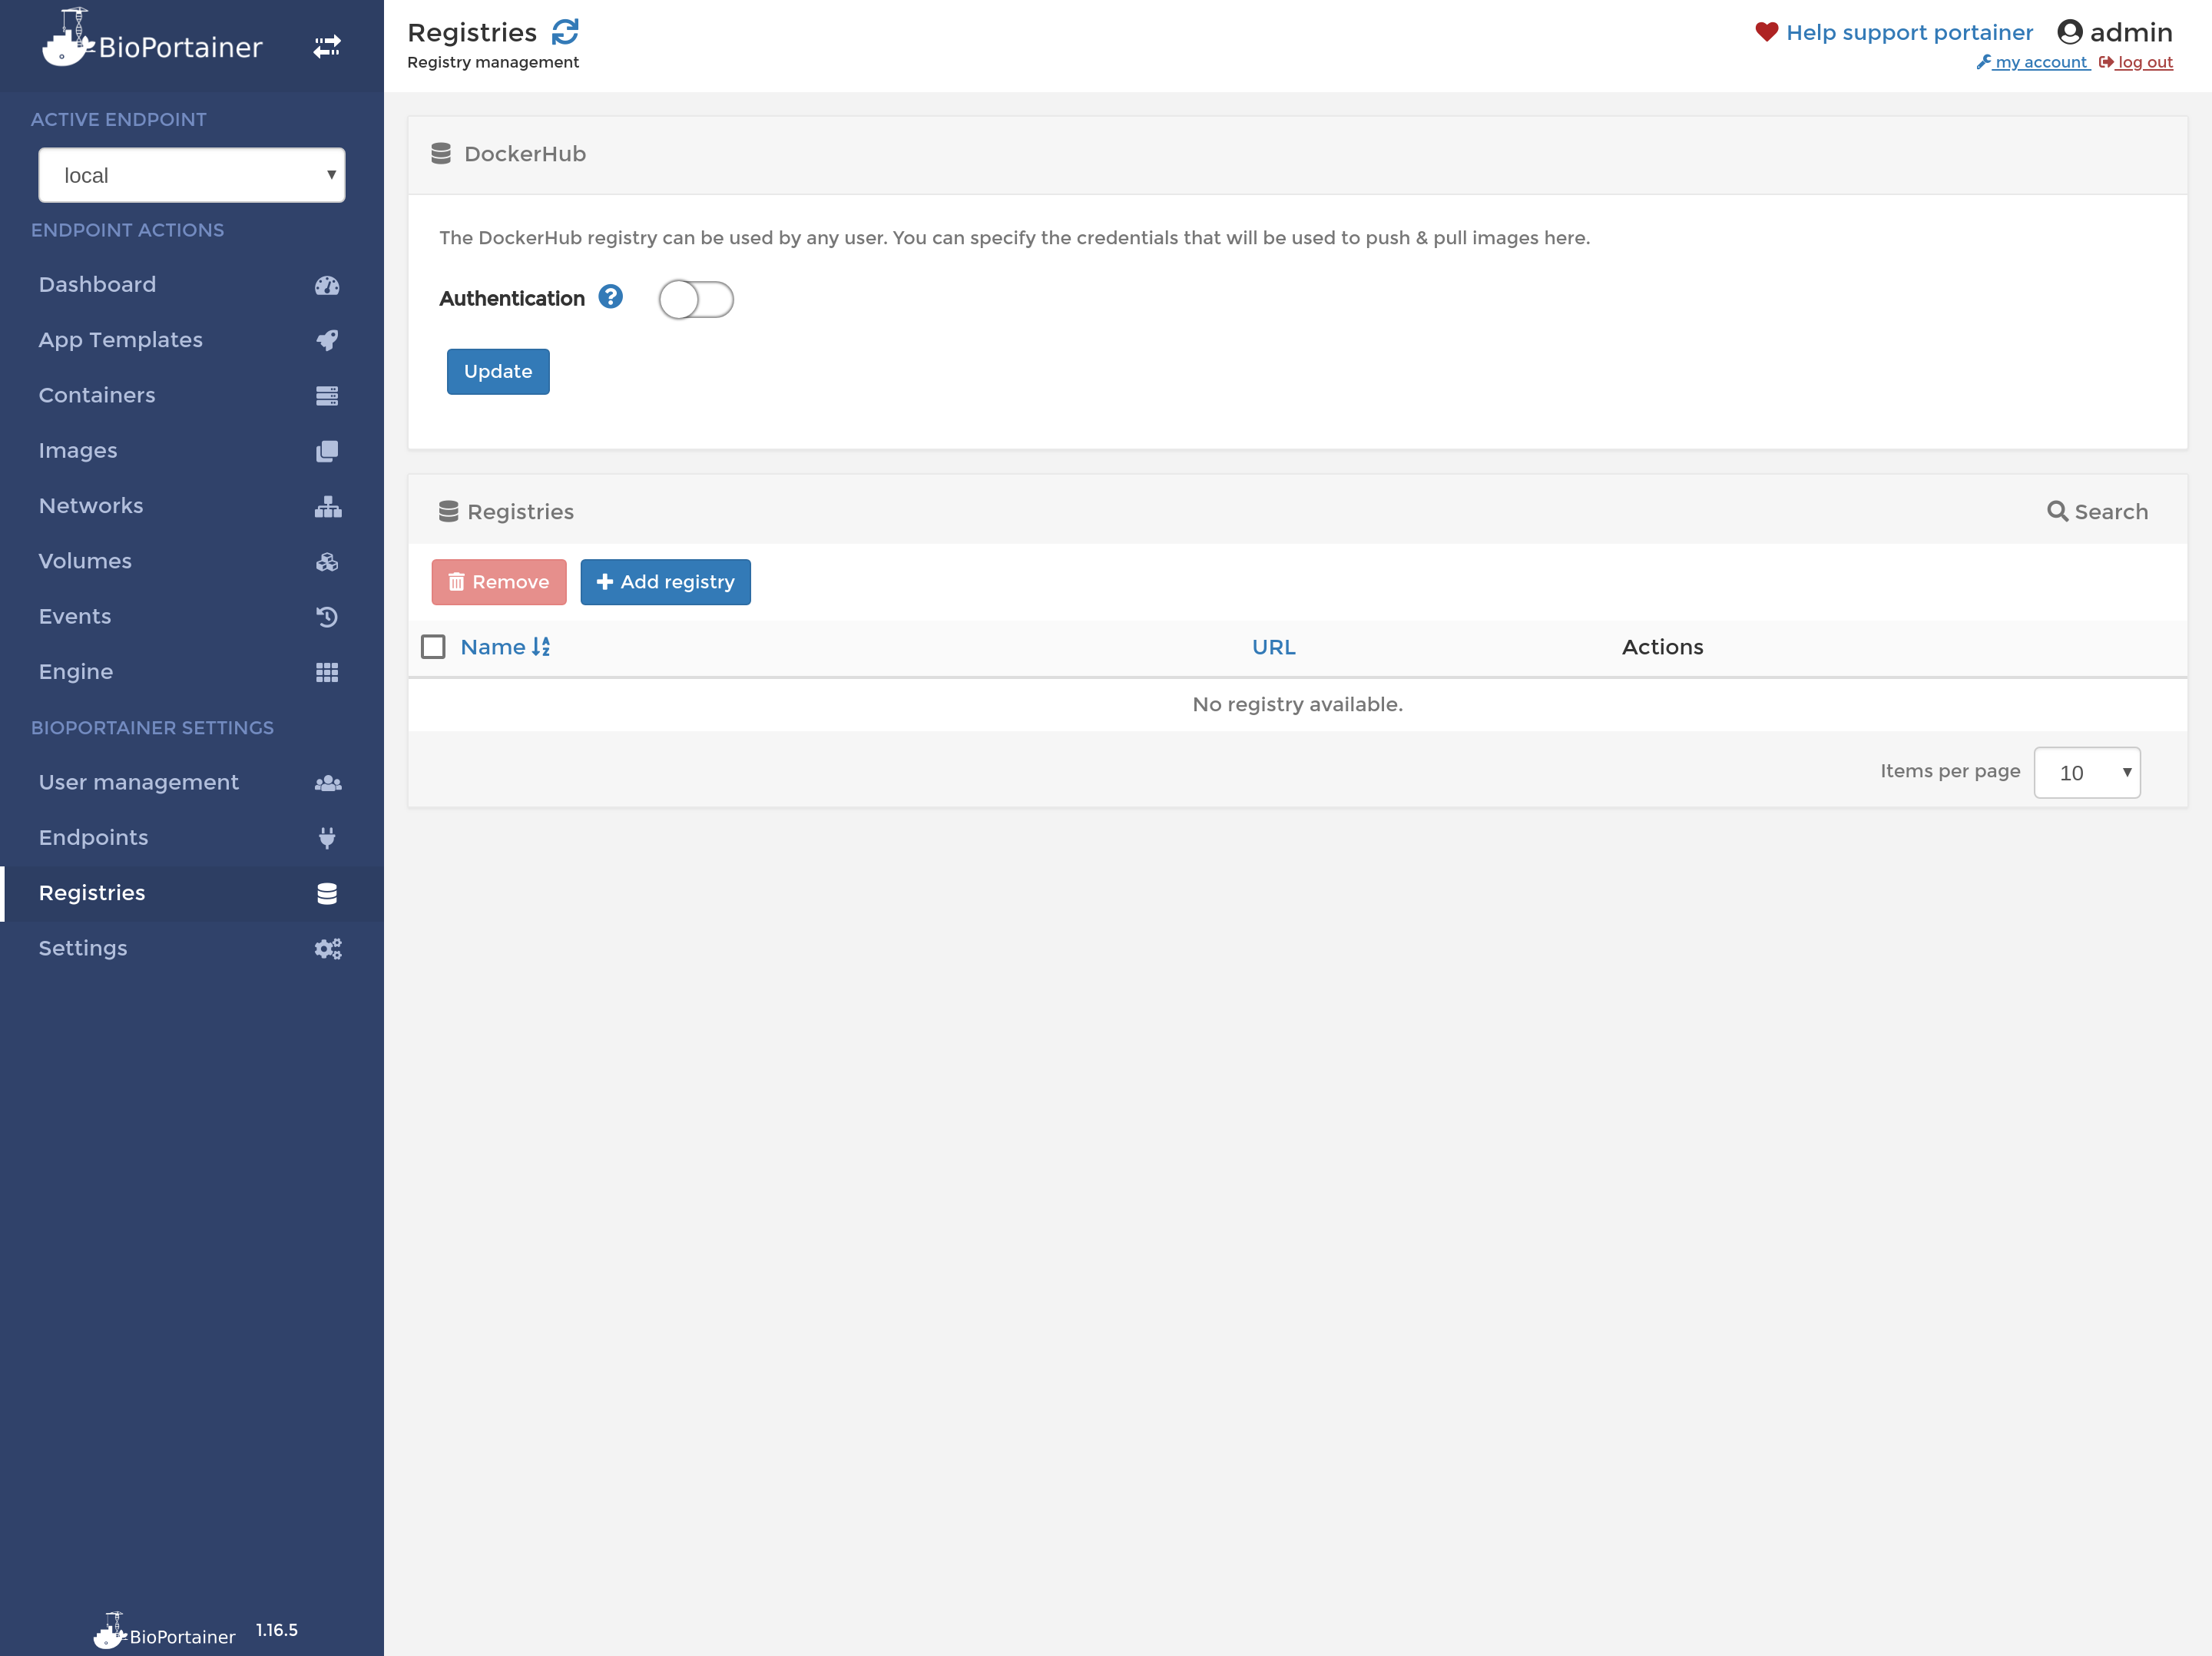 BioPortainer
ACTIVE ENDPOINT
local
ENDPOINT ACTIONS
Dashboard
App Templates
Containers
Images
Networks
Volumes
Events
Engine
BIOPORTAINER SETTINGS
User management
Endpoints
Registries
Settings
BioPortainer 1.16.5
Registries
Registry management
Help support portainer admin
my account log out
DockerHub
The DockerHub registry can be used by any user. You can specify the credentials that will be used to push & pull images here.
Authentication
Update
Registries Search
Remove Add registry
Name URL Actions
No registry available.
Items per page 10